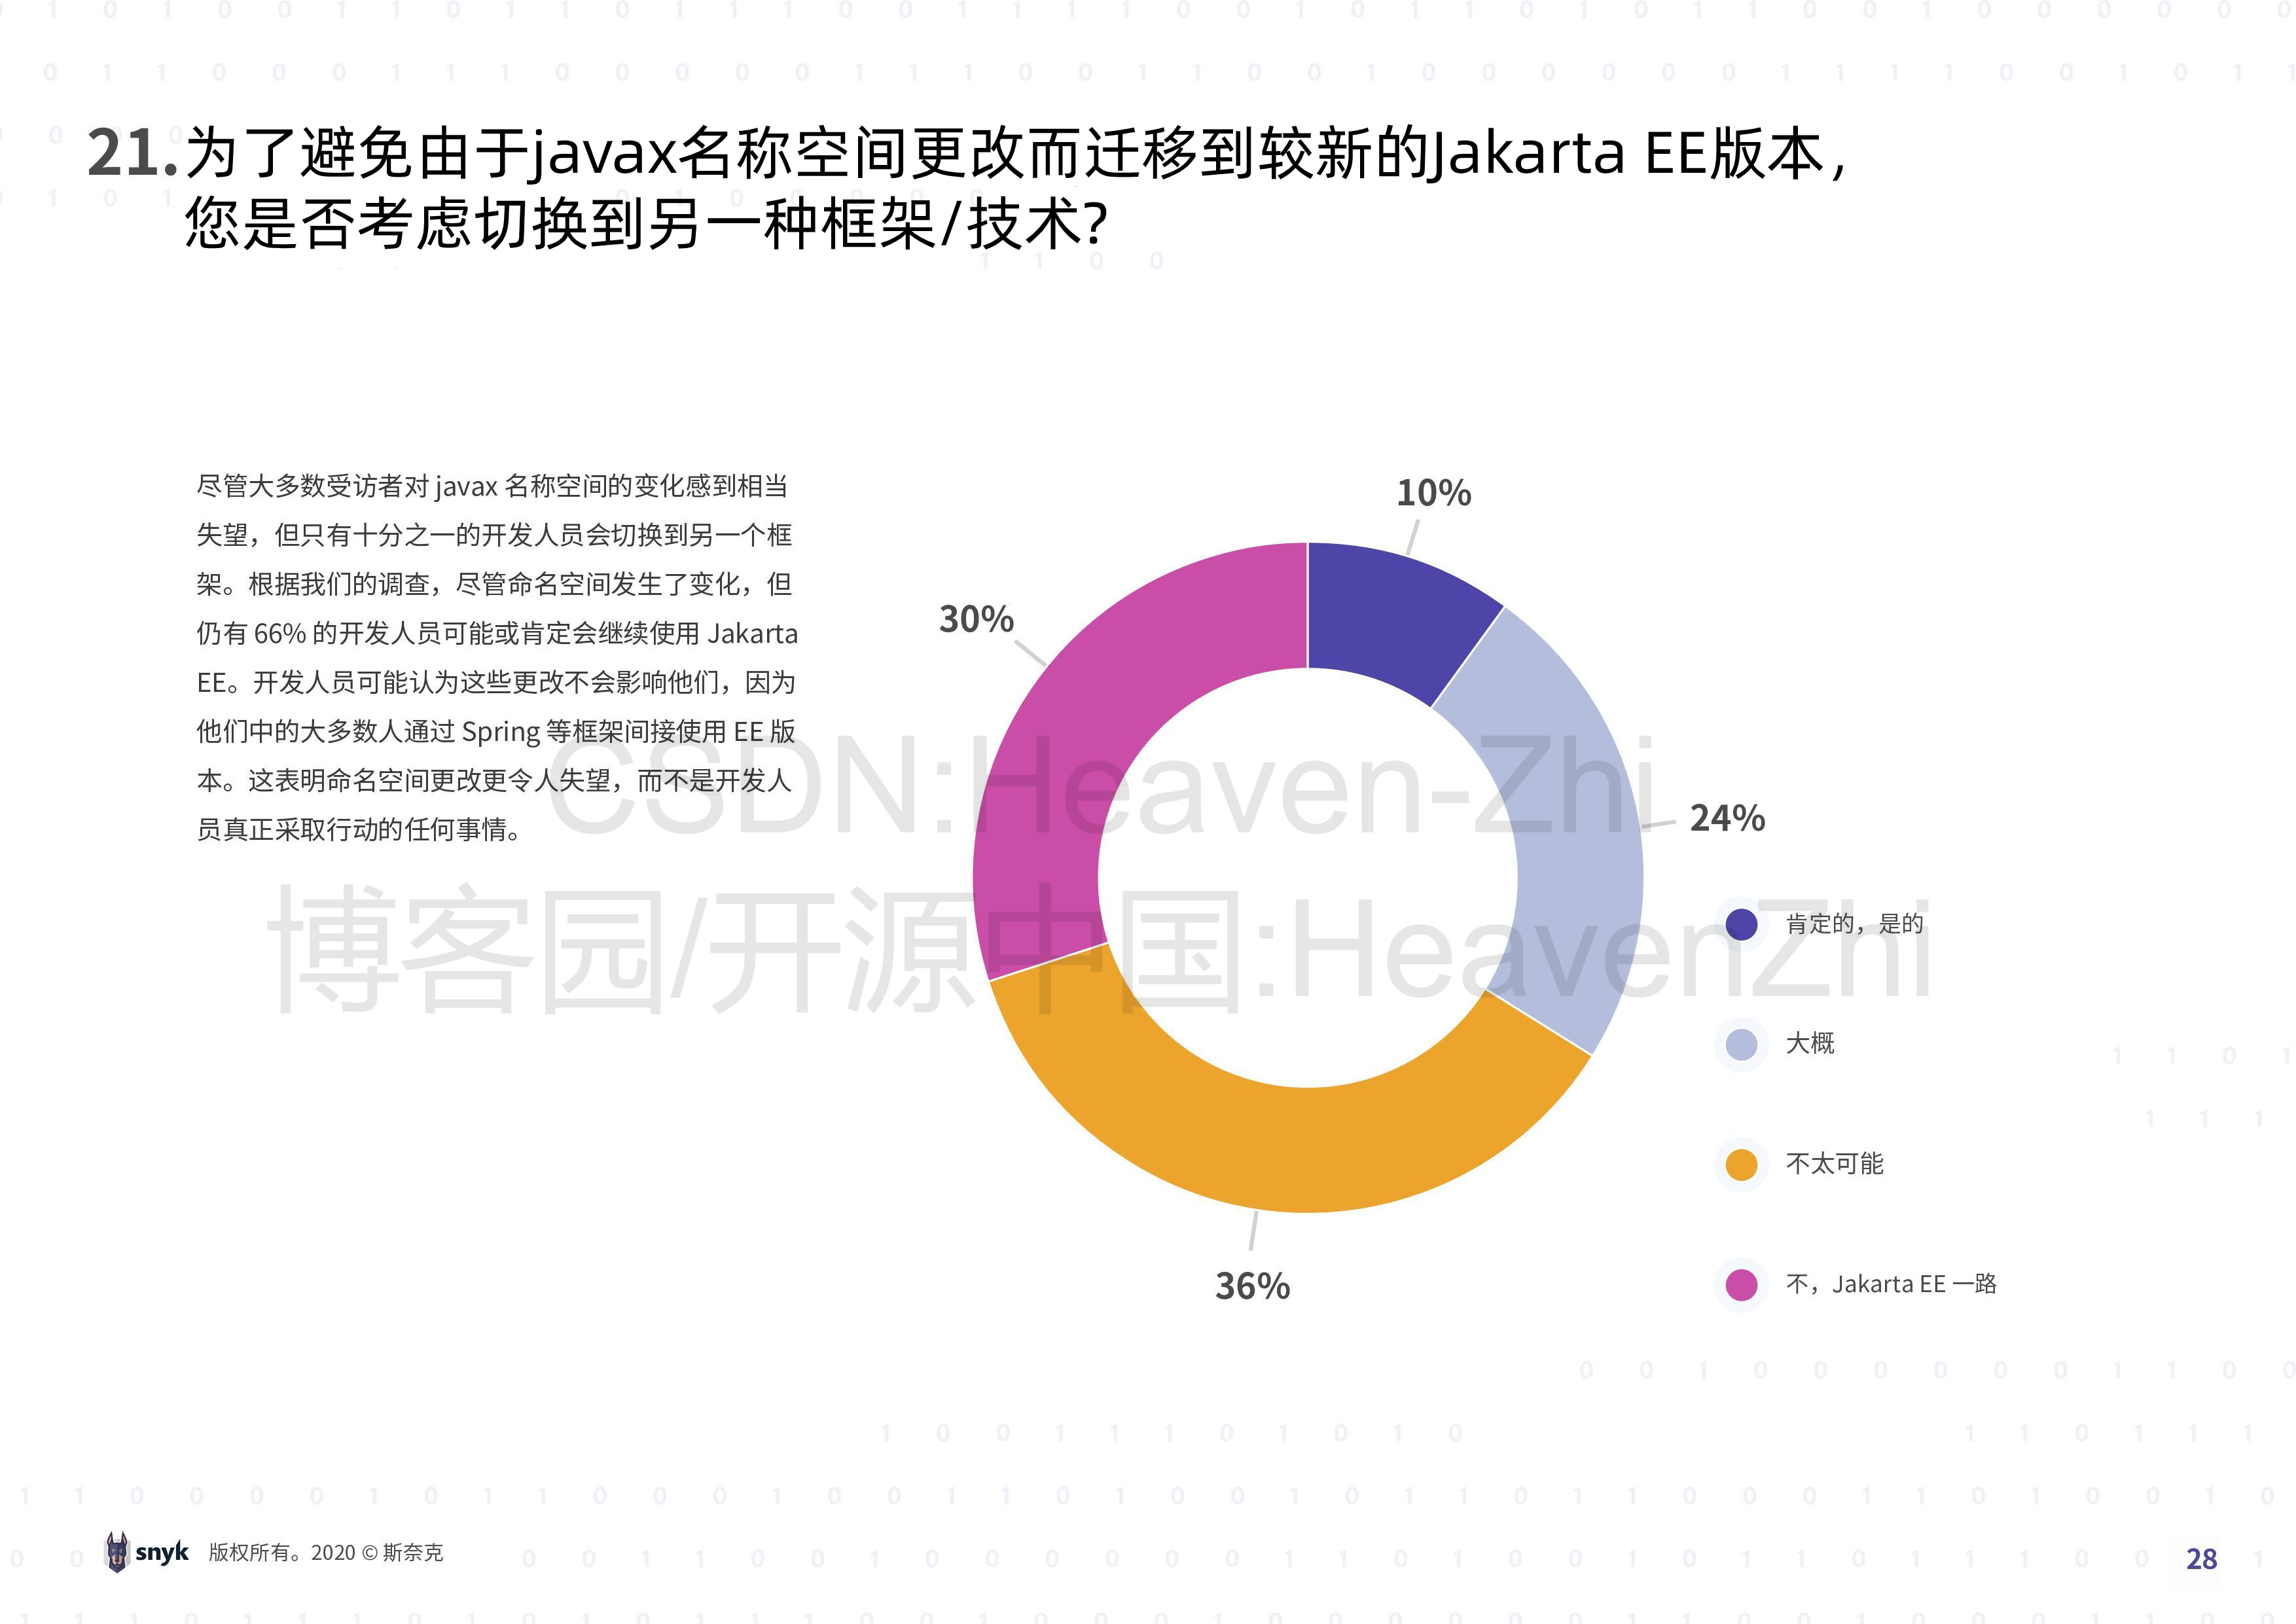 21.为了避免由于javax名称空间更改而迁移到较新的Jakarta EE版本，
您是否考虑切换到另一种框架/技术？
尽管大多数受访者对 javax 名称空间的变化感到相当
失望，但只有十分之一的开发人员会切换到另一个框
架。根据我们的调查，尽管命名空间发生了变化，但
仍有 66% 的开发人员可能或肯定会继续使用 Jakarta
EE。开发人员可能认为这些更改不会影响他们，因为
他们中的大多数人通过 Spring 等框架间接使用 EE 版
本。这表明命名空间更改更令人失望，而不是开发人
员真正采取行动的任何事情。
10%
30%
24%
36%
肯定的，是的
大概
不太可能
不，Jakarta EE 一路
CSDN:Heaven-Zhi
博客园/开源中国:HeavenZhi
snyk 版权所有。2020 © 斯奈克
28